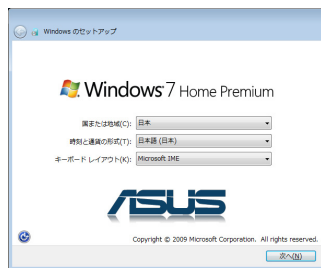 Windows のセットアップ
Windows 7 Home Premium
国または地域(C): 日本
時刻と通貨の形式(T): 日本語 (日本)
キーボード レイアウト(K): Microsoft IME
ASUS
Copyright © 2009 Microsoft Corporation. All rights reserved.
次へ(N)